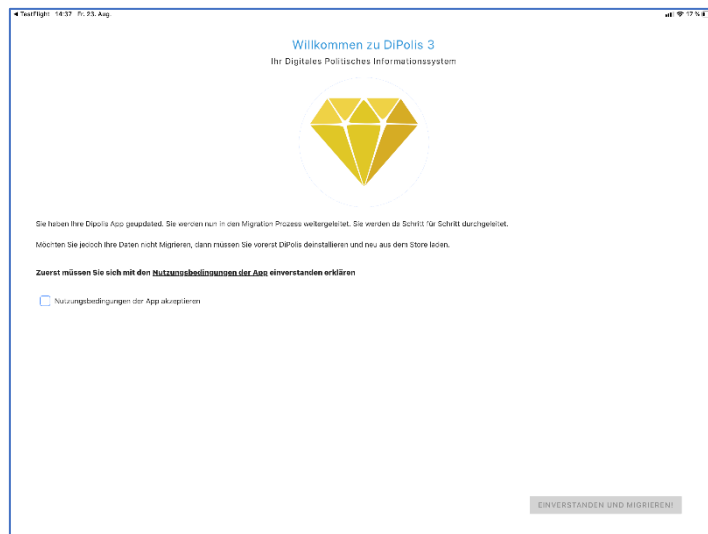 ◀ TestFlight 14:37 Fr. 23. Aug. 17 %
Willkommen zu DiPolis 3
Ihr Digitales Politisches Informationssystem
Sie haben Ihre Dipolis App geupdated. Sie werden nun in den Migration Prozess weitergeleitet. Sie werden da Schritt für Schritt durchgeleitet.
Möchten Sie jedoch Ihre Daten nicht Migrieren, dann müssen Sie vorerst DiPolis deinstallieren und neu aus dem Store laden.
Zuerst müssen Sie sich mit den Nutzungsbedingungen der App einverstanden erklären
Nutzungsbedingungen der App akzeptieren
EINVERSTANDEN UND MIGRIEREN!